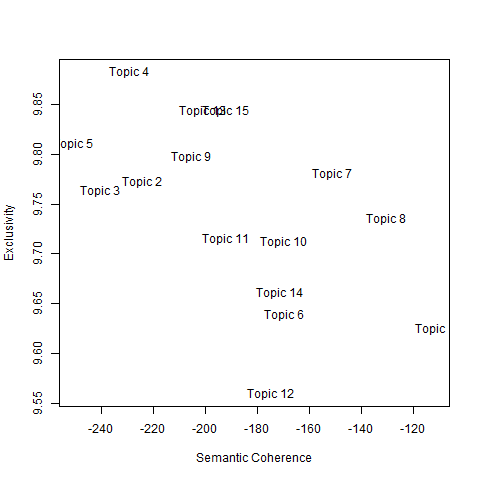 Topic 4
Topic 15
Topic 5
Topic 9
Topic 7
Topic 2
Topic 3
Topic 8
Topic 11
Topic 10
Topic 14
Topic 6
Topic
Topic 12
9.85
9.80
9.75
9.70
9.65
9.60
9.55
Exclusivity
-240
-220
-200
-180
-160
-140
-120
Semantic Coherence